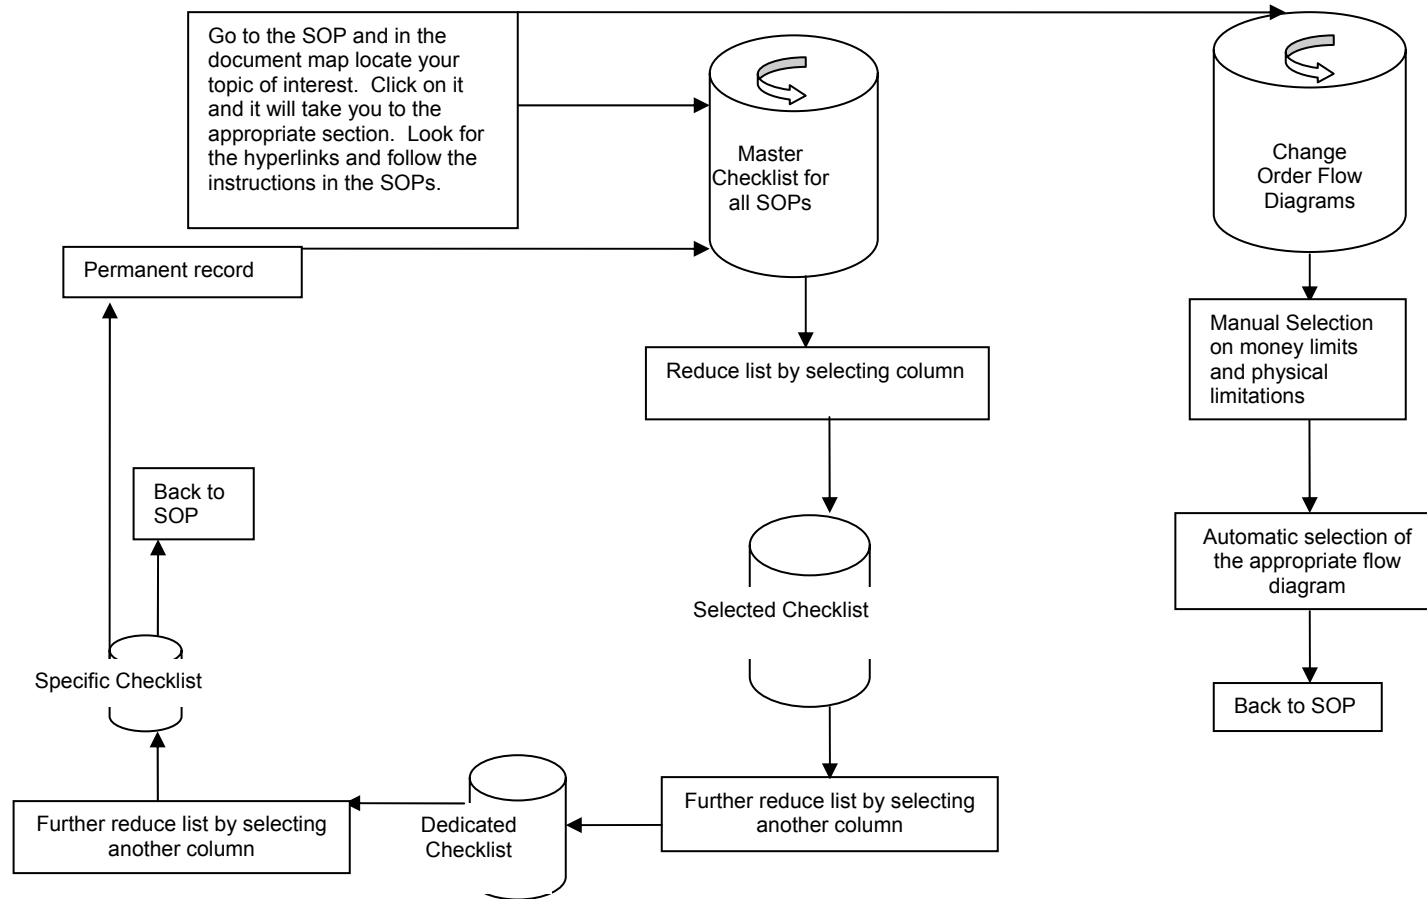 Go to the SOP and in the
document map locate your
topic of interest.  Click on it
and it will take you to the
appropriate section.  Look for
the hyperlinks and follow the
instructions in the SOPs.
Master
Checklist for
all SOPs
Change
Order Flow
Diagrams
Permanent record
Manual Selection
on money limits
and physical
limitations
Reduce list by selecting column
Back to
SOP
Automatic selection of
the appropriate flow
diagram
Selected Checklist
Specific Checklist
Back to SOP
Further reduce list by selecting
another column
Dedicated
Checklist
Further reduce list by selecting
another column